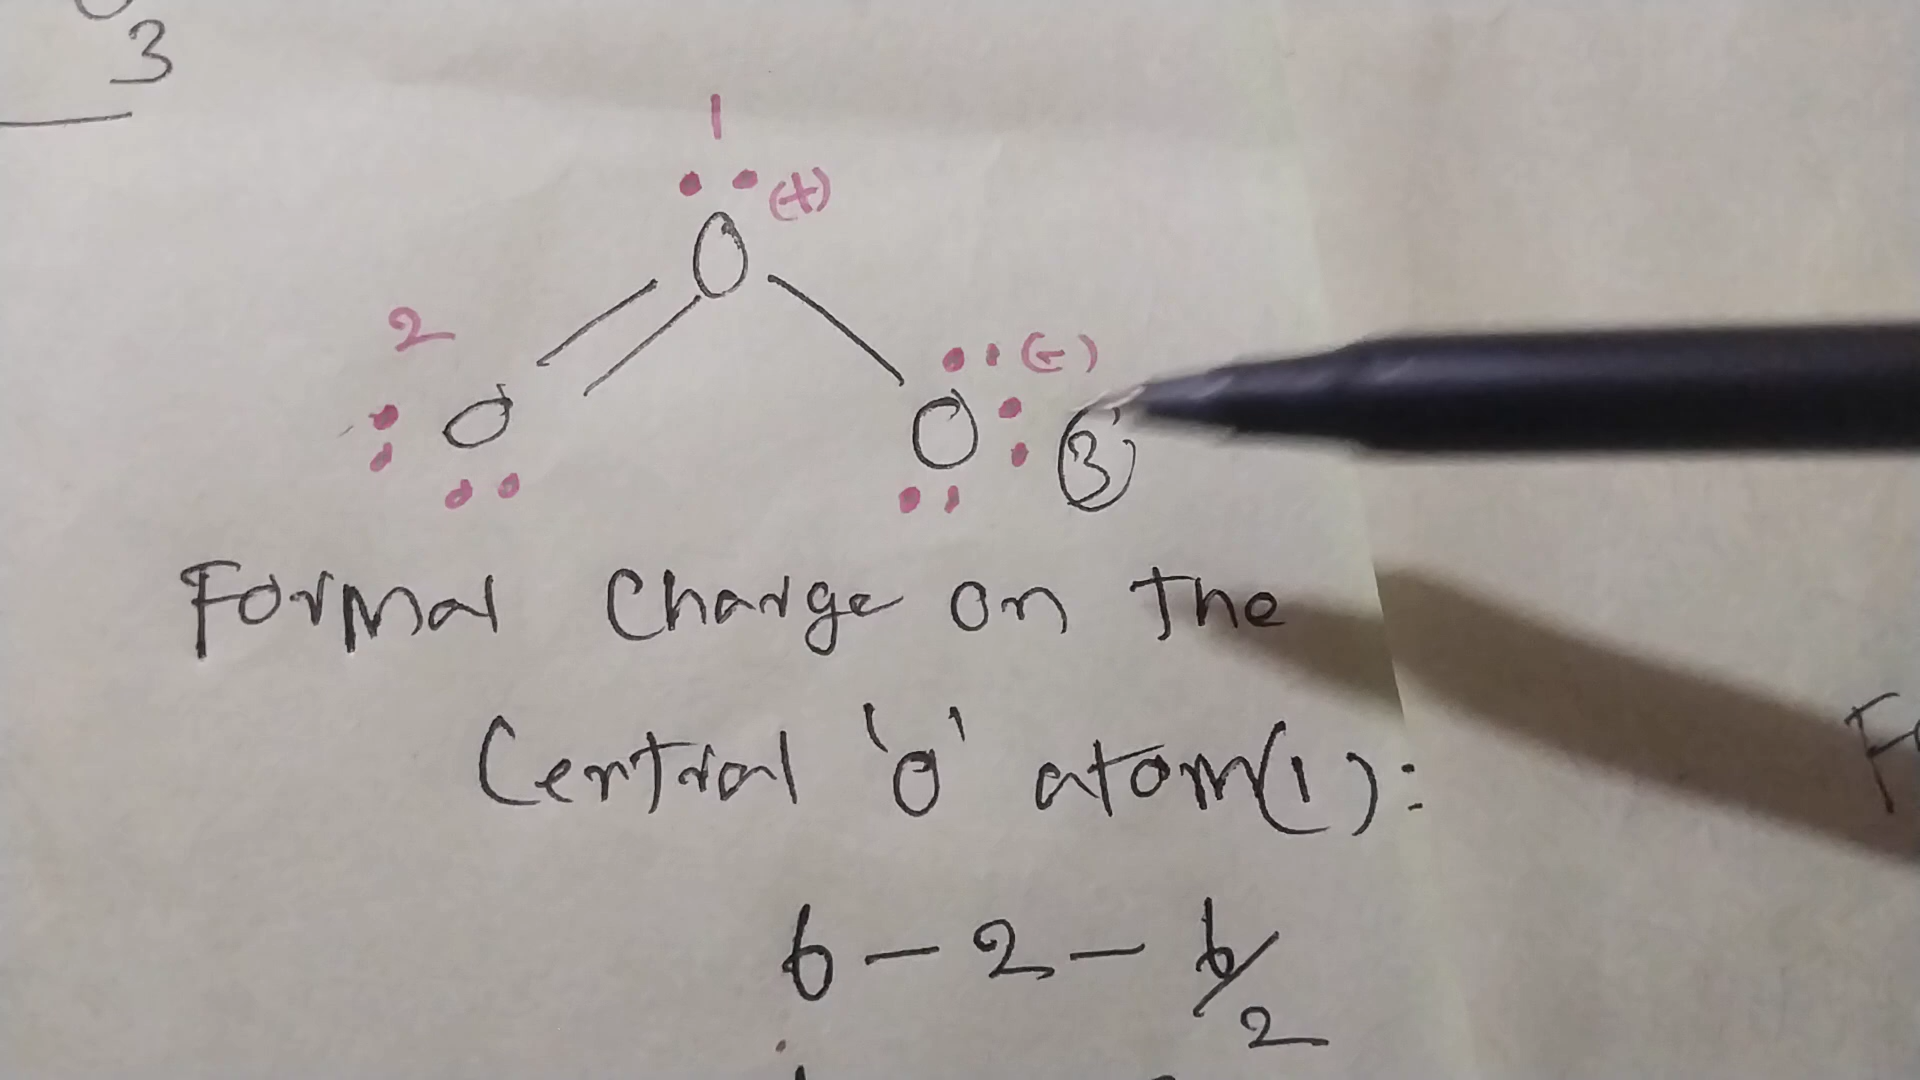 3
1
(+)
O
2
(-)
O
O
3
Formal Charge on the
Central 'O' atom(1):
6 - 2 - 6/2